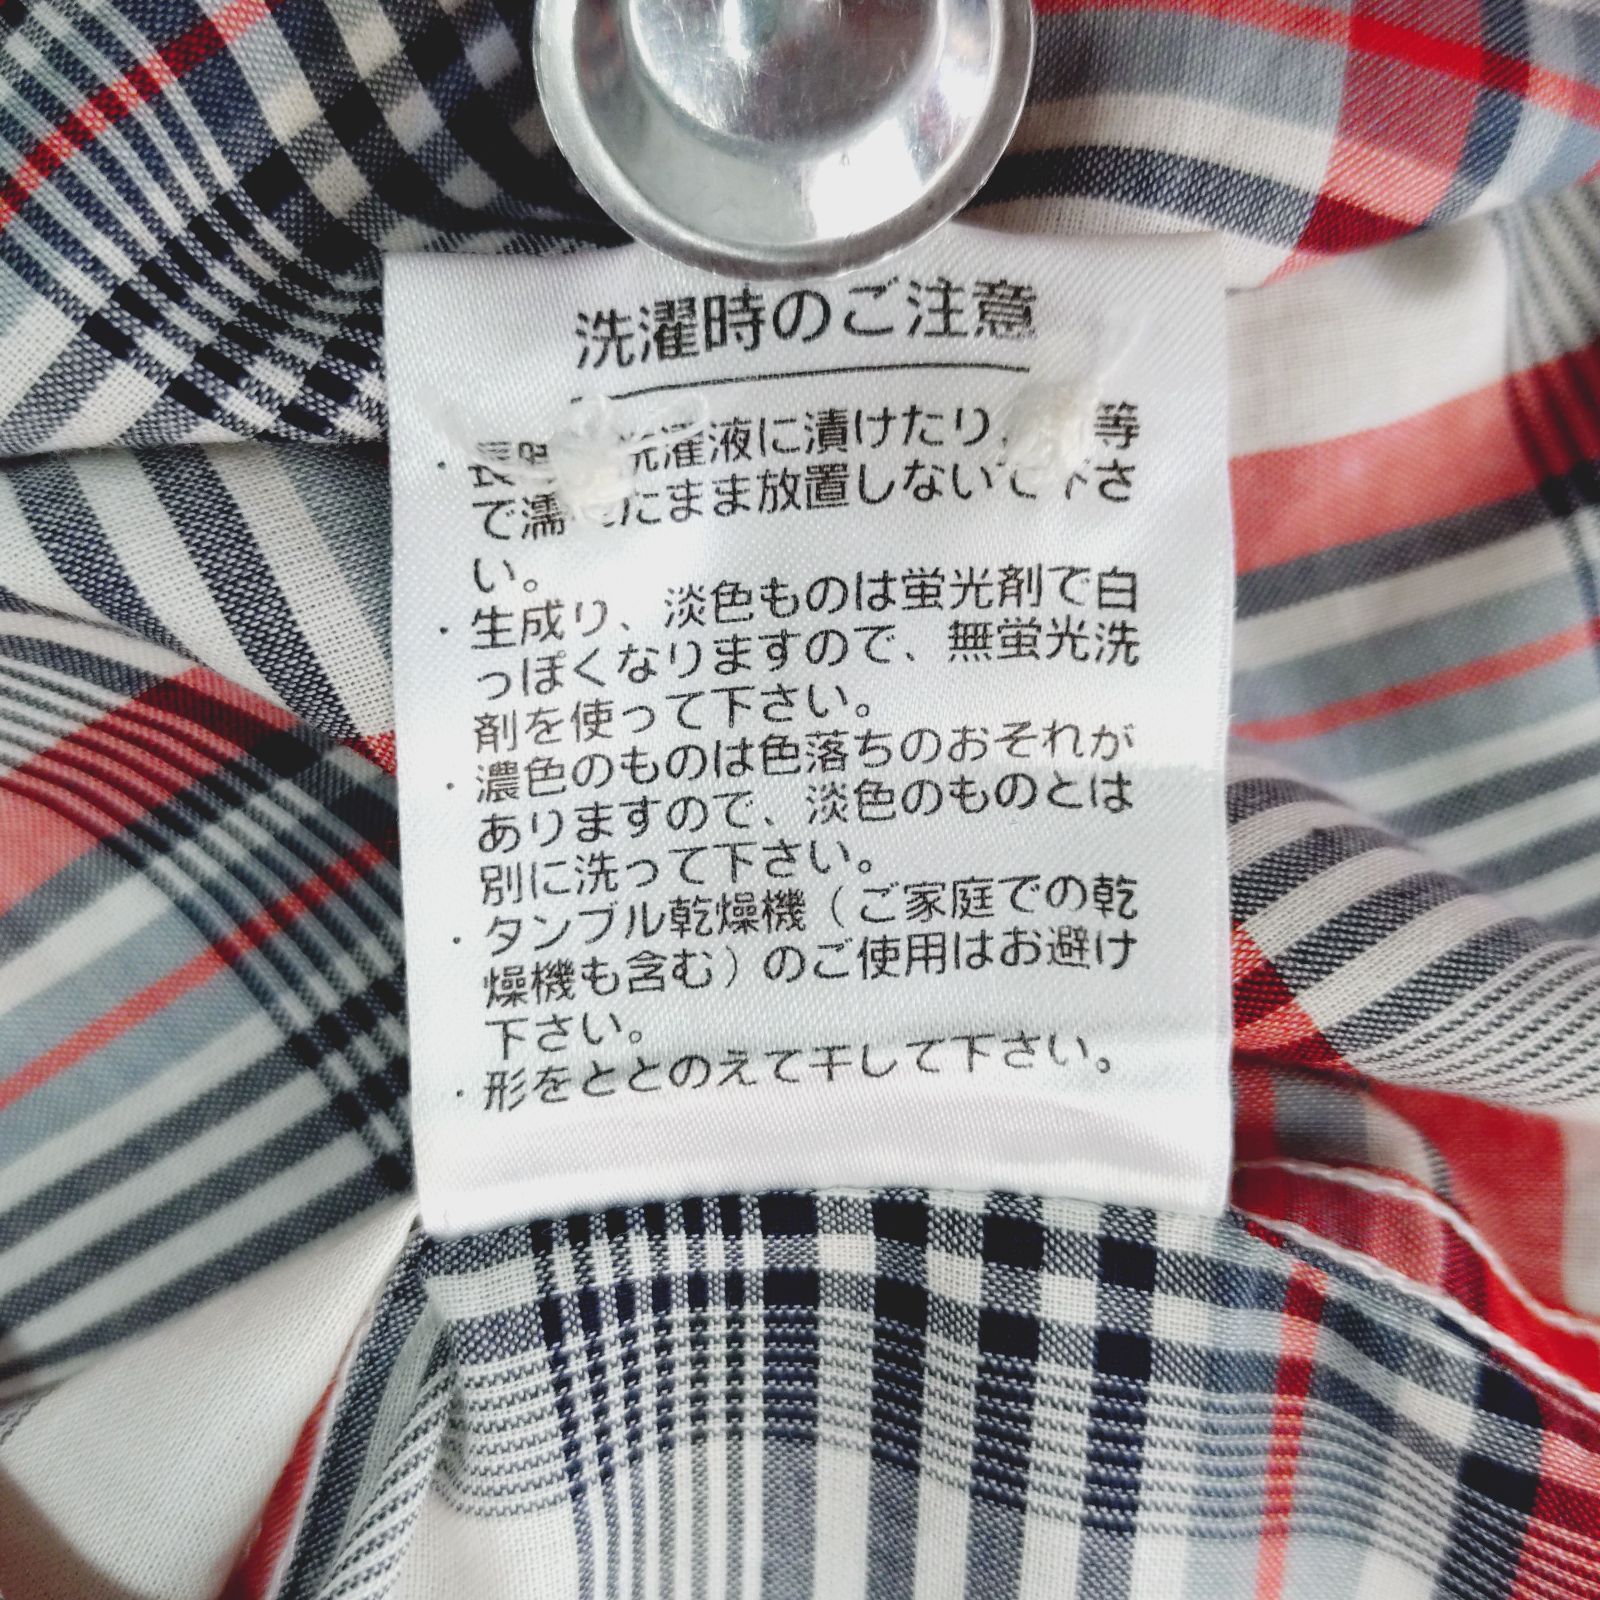 洗濯時のご注意
・長時 洗濯液に漬けたり、 等
で濡れたまま放置しないで下さ
い。
・生成り、淡色ものは蛍光剤で白
っぽくなりますので、無蛍光洗
剤を使って下さい。
・濃色のものは色落ちのおそれが
ありますので、淡色のものとは
別に洗って下さい。
・タンブル乾燥機（ご家庭での乾
燥機も含む）のご使用はお避け
下さい。
・形をととのえて干して下さい。